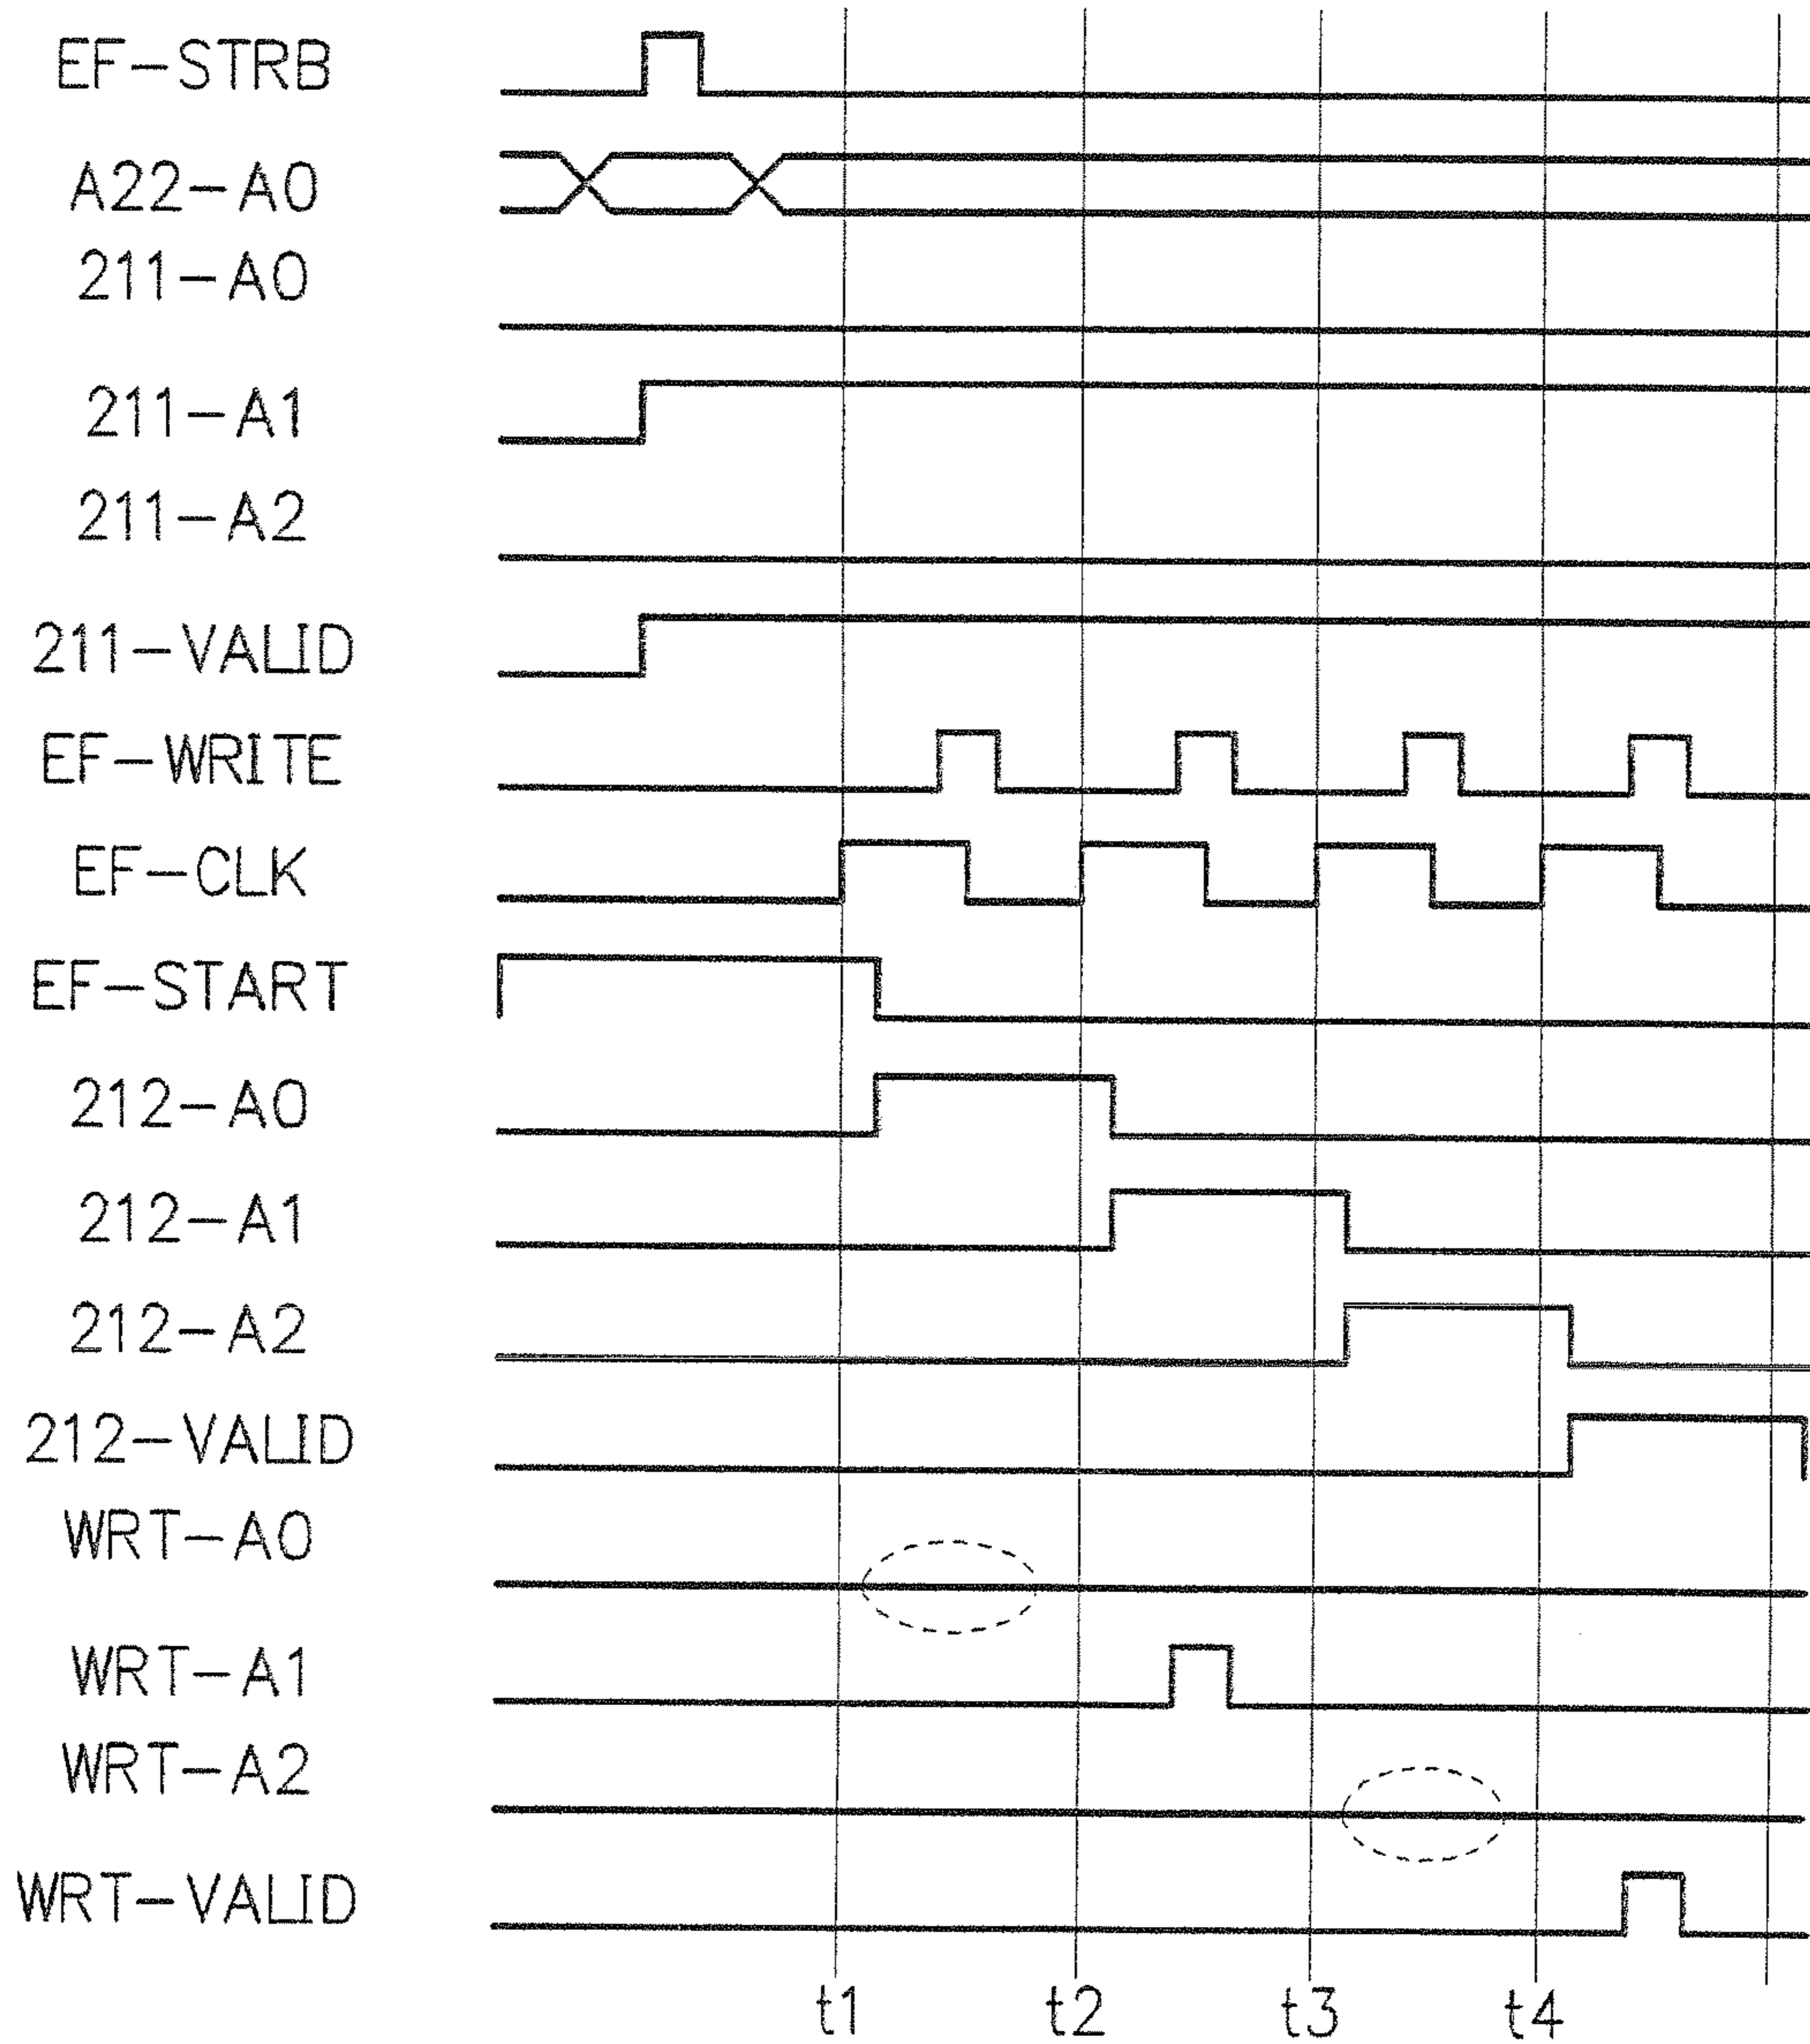 EF-STRB
A22-A0
211-A0
211-A1
211-A2
211-VALID
EF-WRITE
EF-CLK
EF-START
212-A0
212-A1
212-A2
212-VALID
WRT-A0
WRT-A1
WRT-A2
WRT-VALID
t1 t2 t3 t4